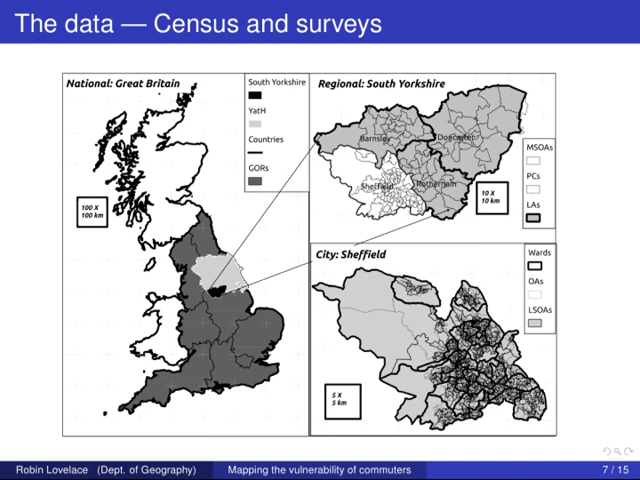 The data — Census and surveys
National: Great Britain
South Yorkshire
YatH
Countries
GORs
100 X
100 km
Regional: South Yorkshire
Barnsley
Doncaster
Sheffield
Rotherham
10 X
10 km
MSOAs
PCs
LAs
City: Sheffield
Wards
OAs
LSOAs
5 X
5 km
Robin Lovelace (Dept. of Geography)
Mapping the vulnerability of commuters
7 / 15